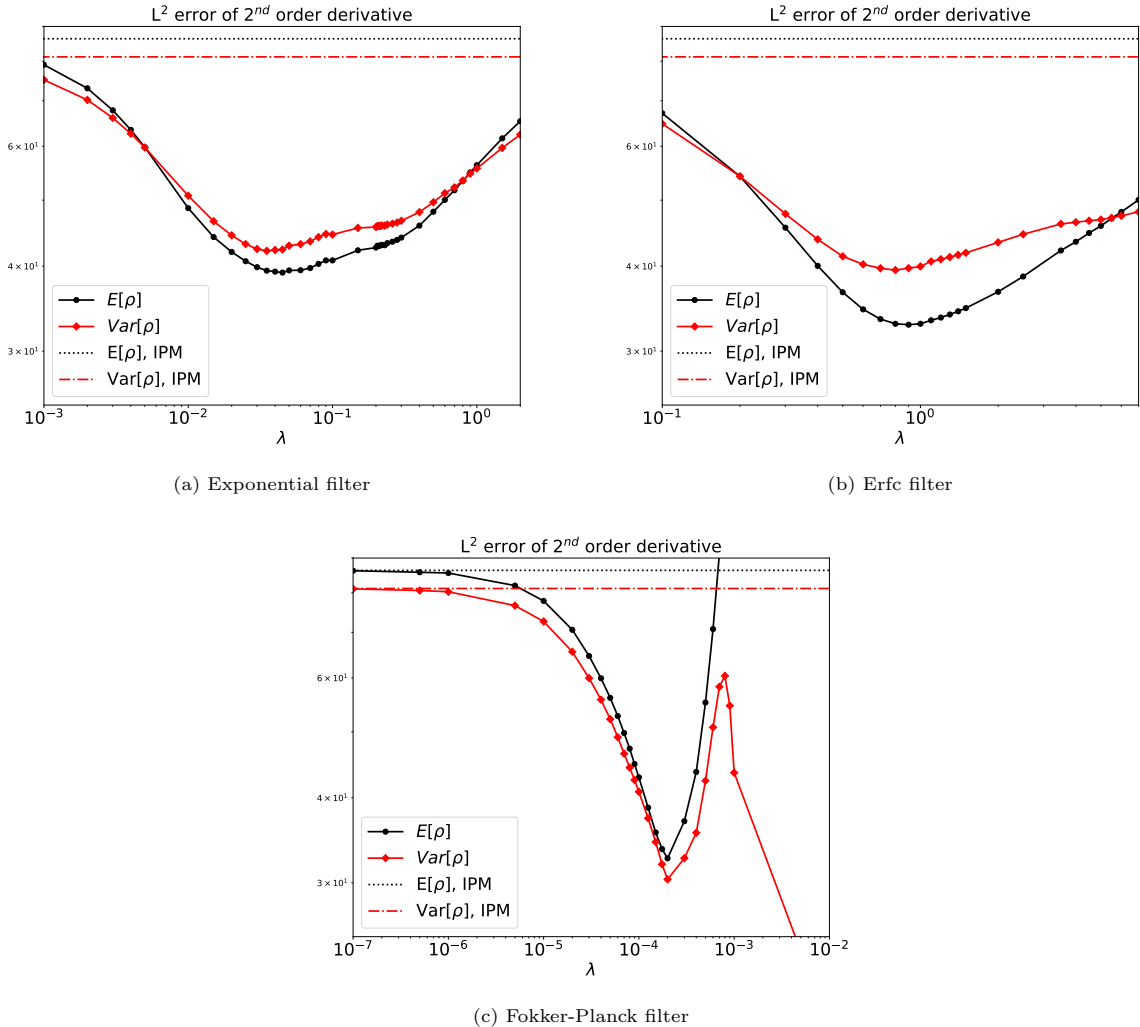 L² error of 2ⁿᵈ order derivative
6 × 10¹
4 × 10¹
3 × 10¹
E[ρ]
Var[ρ]
E[ρ], IPM
Var[ρ], IPM
10⁻³ 10⁻² 10⁻¹ 10⁰
λ
(a) Exponential filter
L² error of 2ⁿᵈ order derivative
6 × 10¹
4 × 10¹
3 × 10¹
E[ρ]
Var[ρ]
E[ρ], IPM
Var[ρ], IPM
10⁻¹ 10⁰
λ
(b) Erfc filter
L² error of 2ⁿᵈ order derivative
6 × 10¹
4 × 10¹
3 × 10¹
E[ρ]
Var[ρ]
E[ρ], IPM
Var[ρ], IPM
10⁻⁷ 10⁻⁶ 10⁻⁵ 10⁻⁴ 10⁻³ 10⁻²
λ
(c) Fokker-Planck filter